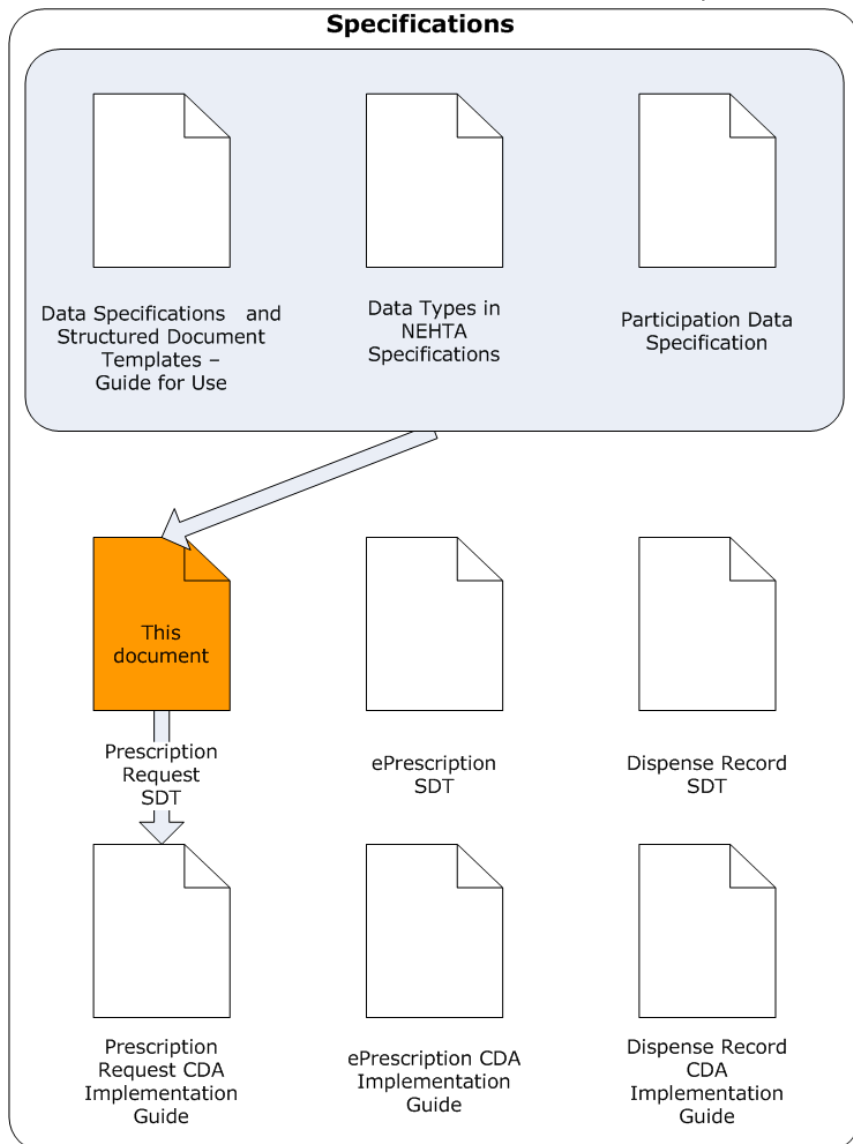 Specifications
Data Specifications and
Structured Document
Templates –
Guide for Use
Data Types in
NEHTA
Specifications
Participation Data
Specification
This
document
Prescription
Request
SDT
ePrescription
SDT
Dispense Record
SDT
Prescription
Request CDA
Implementation
Guide
ePrescription CDA
Implementation
Guide
Dispense Record
CDA
Implementation
Guide